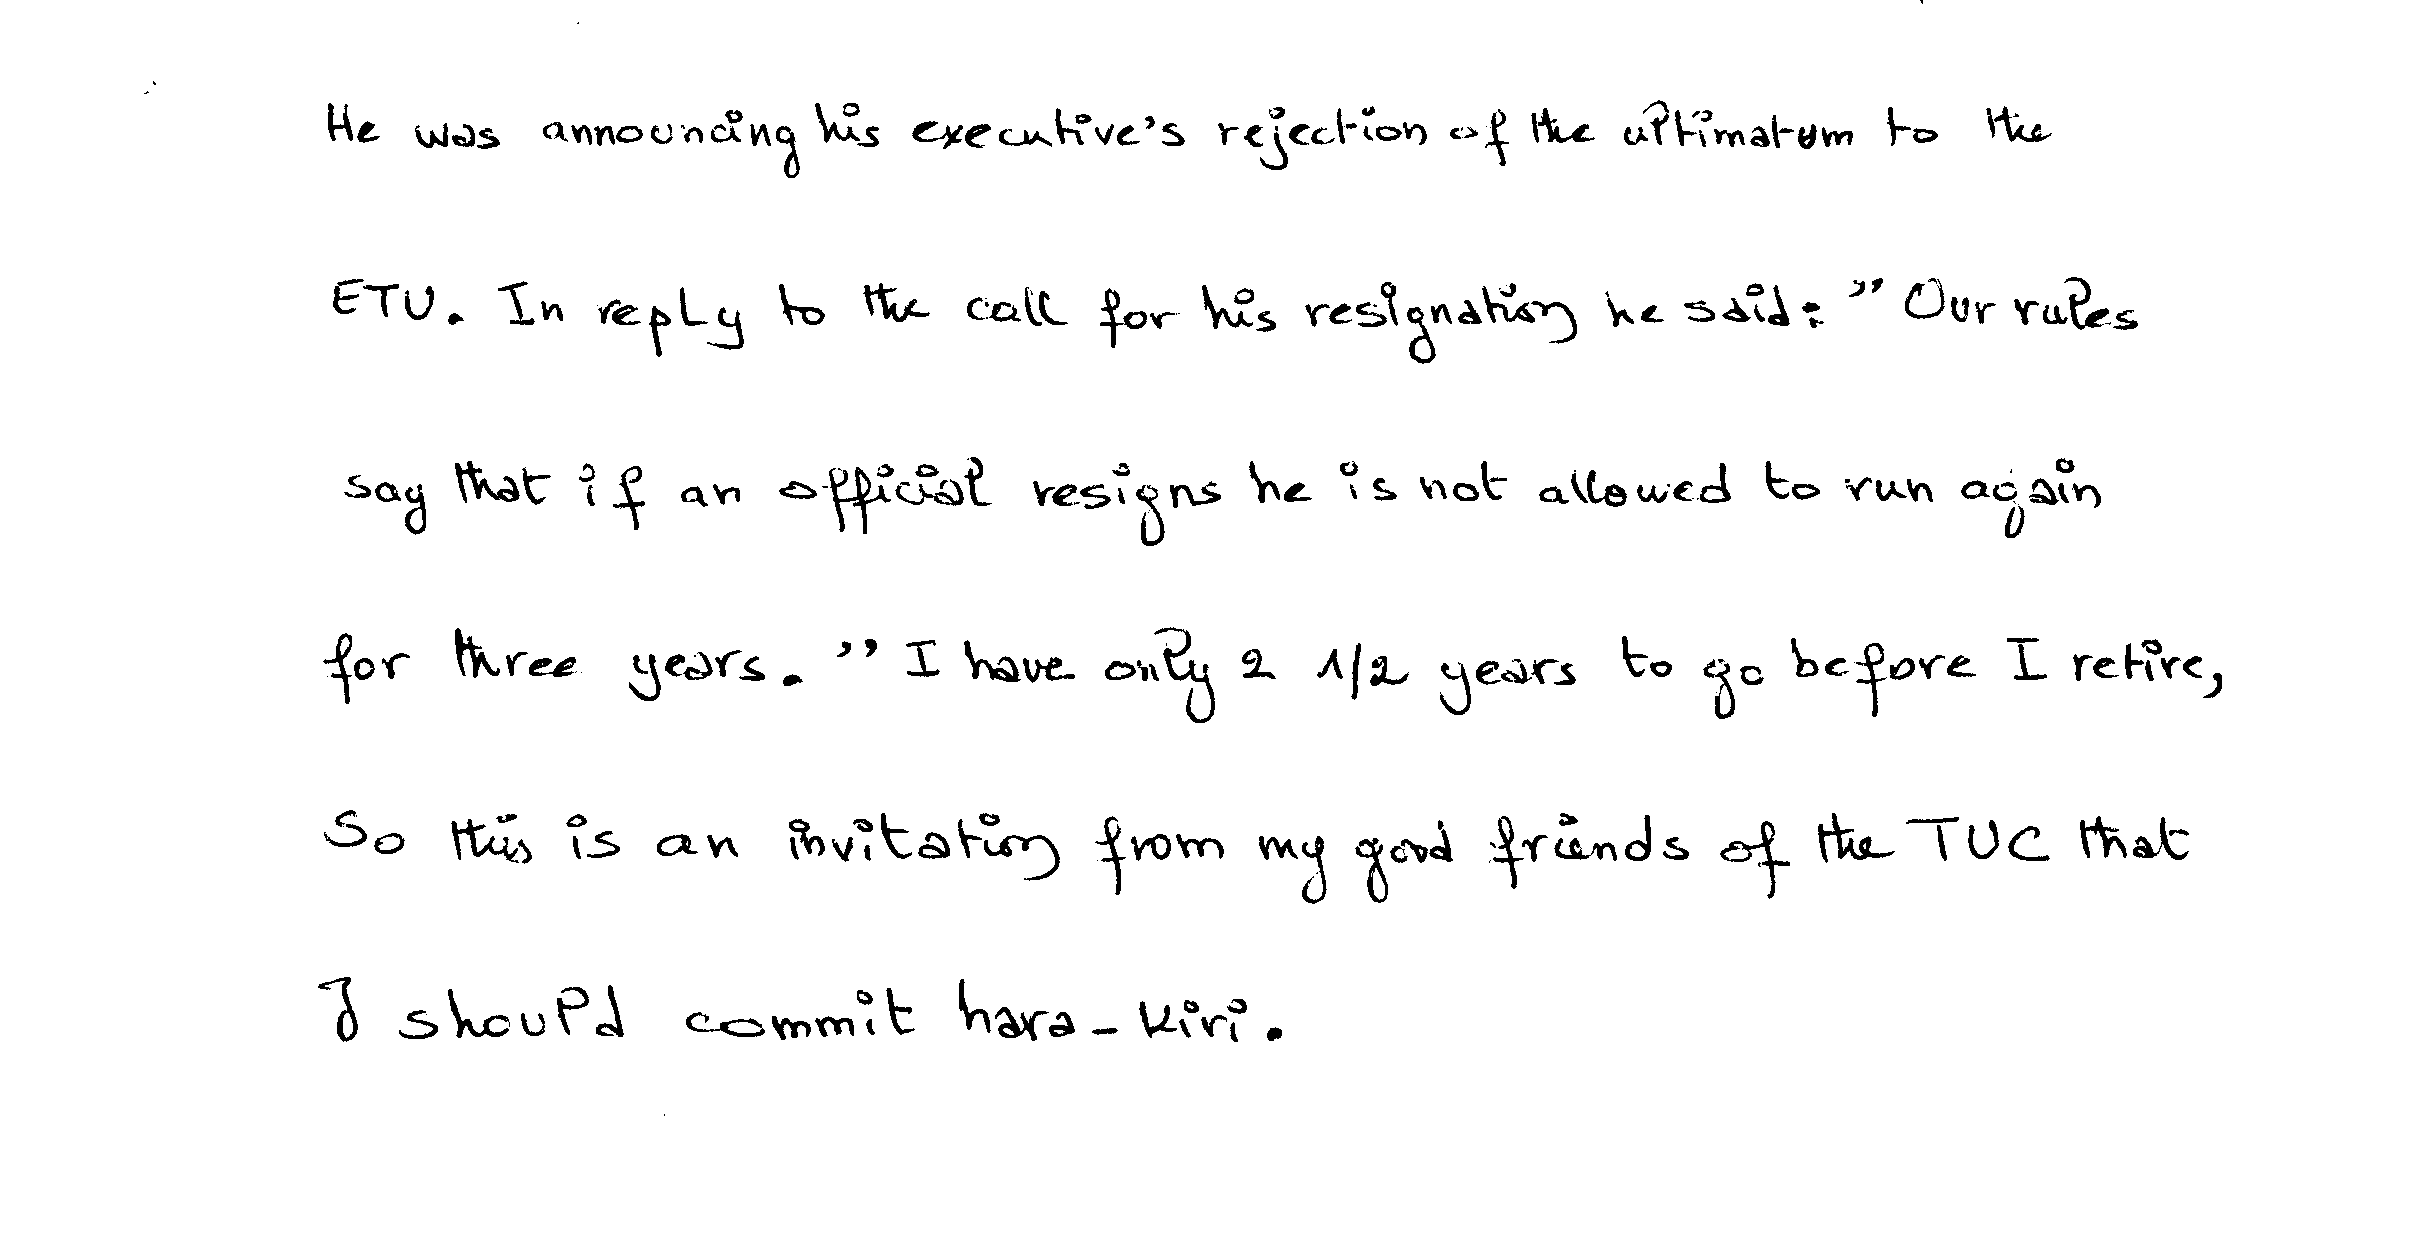 He was announcing his executive's rejection of the ultimatum to the
ETU. In reply to the call for his resignation he said: "Our rules
say that if an official resigns he is not allowed to run again
for three years. "I have only 2 1/2 years to go before I retire,
So this is an invitation from my good friends of the TUC that
I should commit hara-kiri.